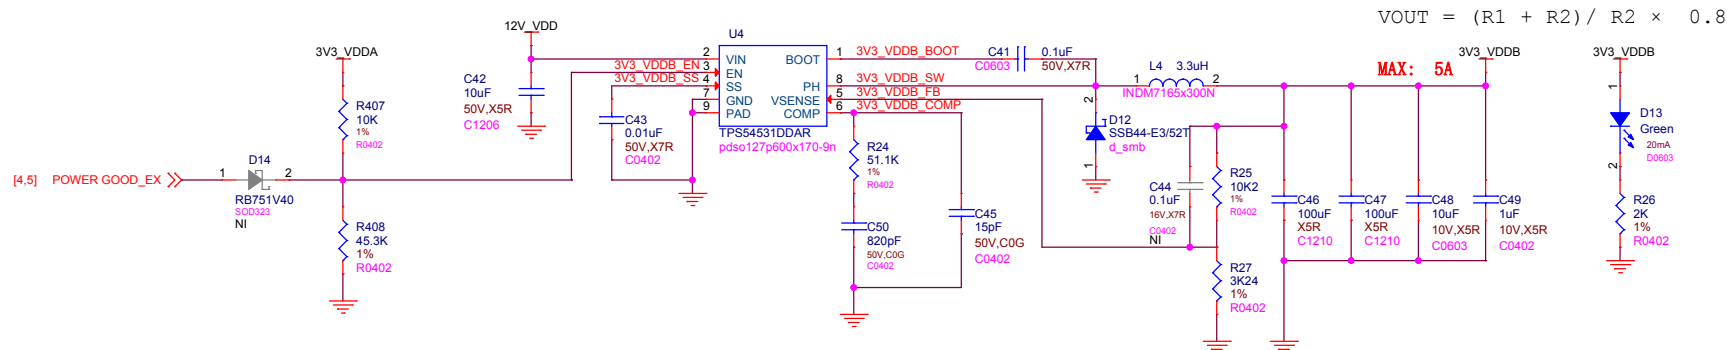 VOUT = (R1 + R2)/ R2 × 0.8
12V_VDD
U4
3V3_VDDA
3V3_VDDB
3V3_VDDB
2 VIN BOOT 1 3V3_VDDB_BOOT C41 0.1uF
C0603 50V,X7R
3V3_VDDB_EN 3 EN
3V3_VDDB_SS 4 SS PH 8 3V3_VDDB_SW
7 GND VSENSE 5 3V3_VDDB_FB
9 PAD COMP 6 3V3_VDDB_COMP
TPS54531DDAR
pdso127p600x170-9n
L4 3.3uH
1 2
INDM7165x300N
MAX: 5A
C42
10uF
50V,X5R
C1206
R407
10K
1%
R0402
C43
0.01uF
50V,X7R
C0402
2
D12
SSB44-E3/52T
d_smb
1
1
D13
Green
20mA
D0603
2
R24
51.1K
1%
R0402
[4,5] POWER GOOD_EX
D14
1 2
RB751V40
SOD323
NI
R408
45.3K
1%
R0402
C50
820pF
50V,C0G
C0402
C45
15pF
50V,C0G
C0402
C44
0.1uF
16V,X7R
C0402
NI
R25
10K2
1%
R0402
C46
100uF
X5R
C1210
C47
100uF
X5R
C1210
C48
10uF
10V,X5R
C0603
C49
1uF
10V,X5R
C0402
R26
2K
1%
R0402
R27
3K24
1%
R0402